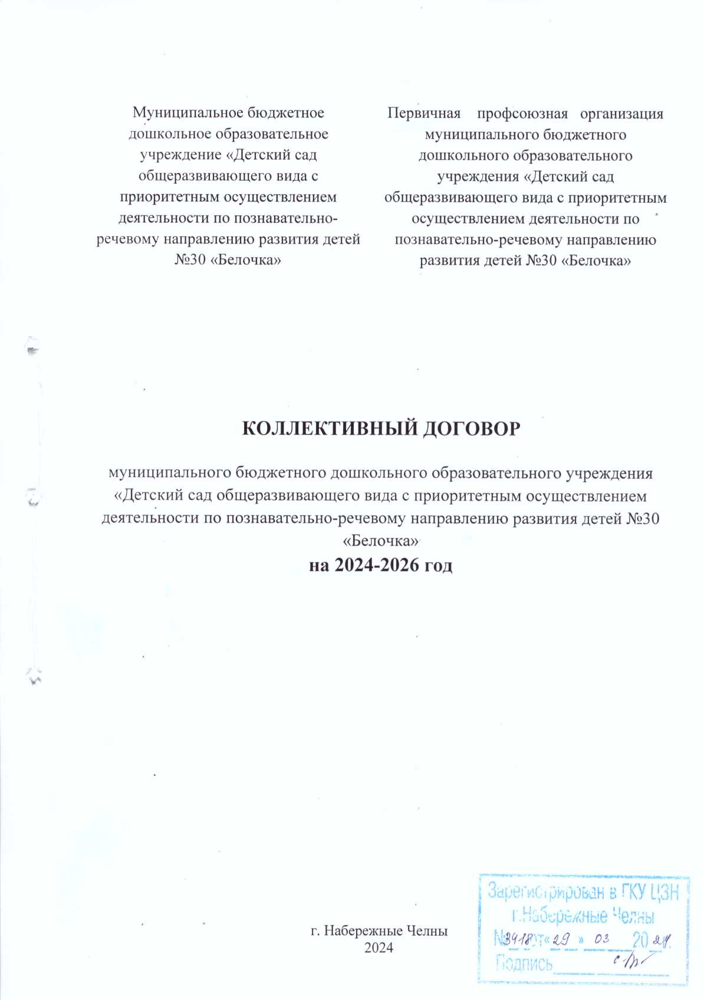 Муниципальное бюджетное
дошкольное образовательное
учреждение «Детский сад
общеразвивающего вида с
приоритетным осуществлением
деятельности по познавательно-
речевому направлению развития детей
№30 «Белочка»
Первичная профсоюзная организация
муниципального бюджетного
дошкольного образовательного
учреждения «Детский сад
общеразвивающего вида с приоритетным
осуществлением деятельности по
познавательно-речевому направлению
развития детей №30 «Белочка»
КОЛЛЕКТИВНЫЙ ДОГОВОР
муниципального бюджетного дошкольного образовательного учреждения
«Детский сад общеразвивающего вида с приоритетным осуществлением
деятельности по познавательно-речевому направлению развития детей №30
«Белочка»
на 2024-2026 год
г. Набережные Челны
2024
Зарегистрирован в ГКУ ЦЗН
г.Набережные Челны
№3418 от «29» 03 2024.
Подпись